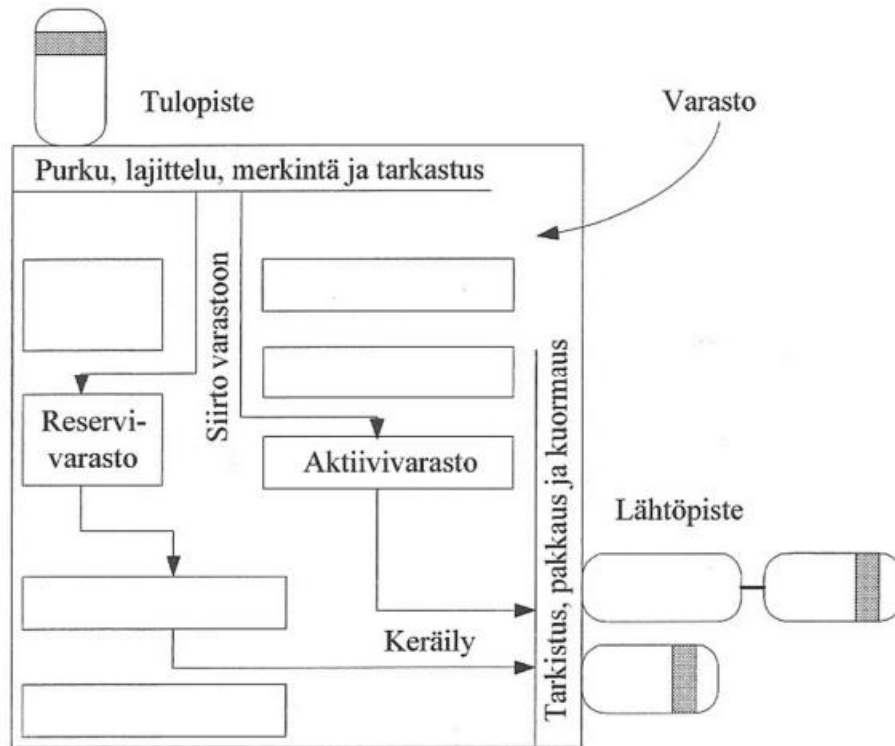 Tulopiste
Varasto
Purku, lajittelu, merkintä ja tarkastus
Siirto varastoon
Reservi-
varasto
Aktiivivarasto
Tarkistus, pakkaus ja kuormaus
Lähtöpiste
Keräily